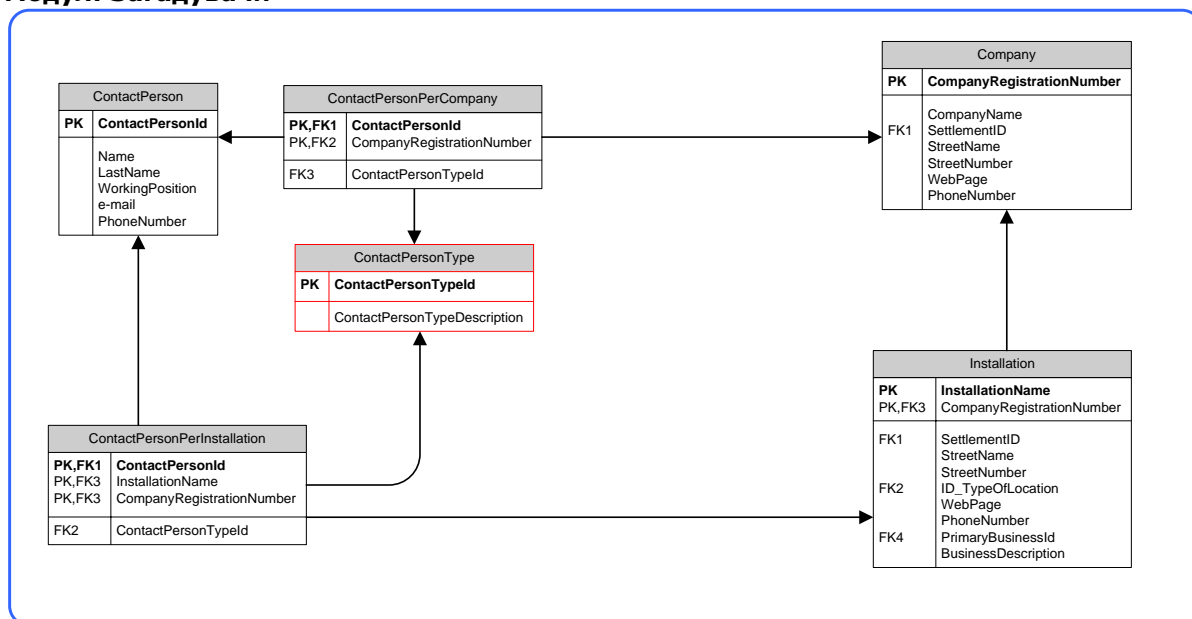 ContactPerson
PK ContactPersonId
Name
LastName
WorkingPosition
e-mail
PhoneNumber
ContactPersonPerCompany
PK,FK1 ContactPersonId
PK,FK2 CompanyRegistrationNumber
FK3 ContactPersonTypeId
Company
PK CompanyRegistrationNumber
CompanyName
FK1 SettlementID
StreetName
StreetNumber
WebPage
PhoneNumber
ContactPersonType
PK ContactPersonTypeId
ContactPersonTypeDescription
ContactPersonPerInstallation
PK,FK1 ContactPersonId
PK,FK3 InstallationName
PK,FK3 CompanyRegistrationNumber
FK2 ContactPersonTypeId
Installation
PK InstallationName
PK,FK3 CompanyRegistrationNumber
FK1 SettlementID
StreetName
StreetNumber
FK2 ID_TypeOfLocation
WebPage
PhoneNumber
FK4 PrimaryBusinessId
BusinessDescription